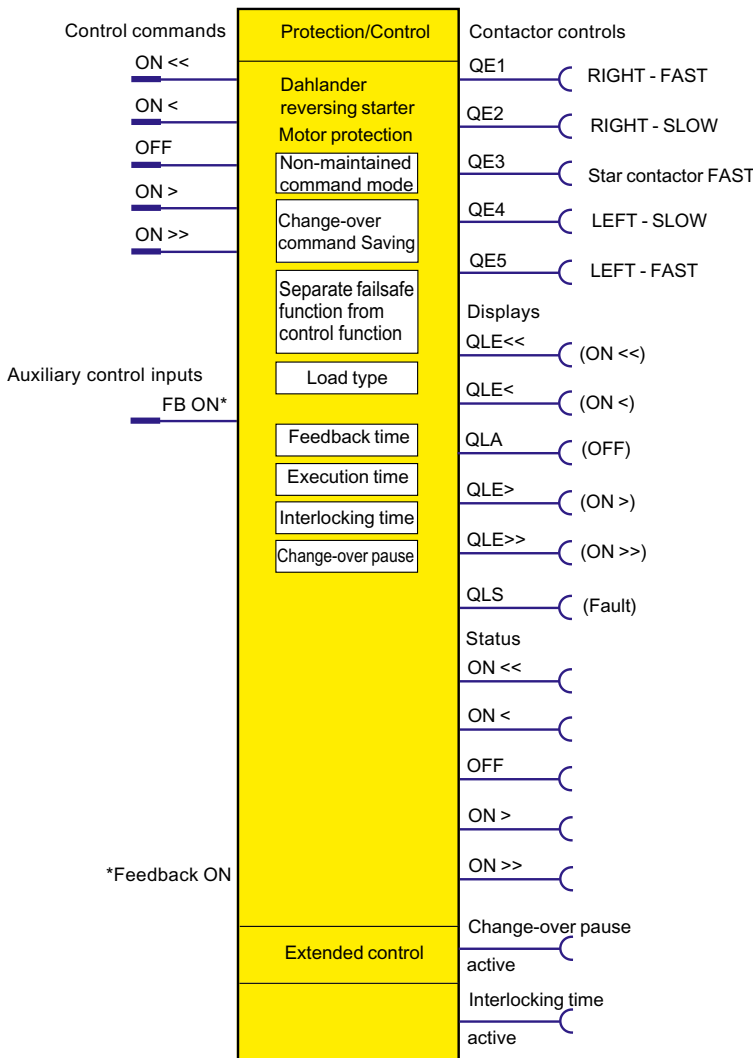 Control commands
ON <<
ON <
OFF
ON >
ON >>
Auxiliary control inputs
FB ON*
*Feedback ON
Protection/Control
Dahlander
reversing starter
Motor protection
Non-maintained
command mode
Change-over
command Saving
Separate failsafe
function from
control function
Load type
Feedback time
Execution time
Interlocking time
Change-over pause
Extended control
Contactor controls
QE1 RIGHT - FAST
QE2 RIGHT - SLOW
QE3 Star contactor FAST
QE4 LEFT - SLOW
QE5 LEFT - FAST
Displays
QLE<< (ON <<)
QLE< (ON <)
QLA (OFF)
QLE> (ON >)
QLE>> (ON >>)
QLS (Fault)
Status
ON <<
ON <
OFF
ON >
ON >>
Change-over pause
active
Interlocking time
active